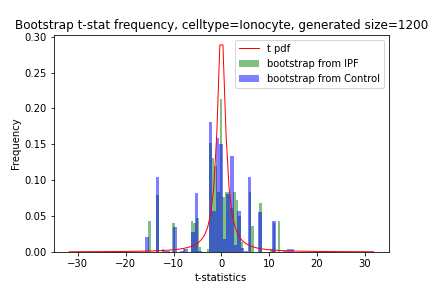 Bootstrap t-stat frequency, celltype=Ionocyte, generated size=1200
t pdf
bootstrap from IPF
bootstrap from Control
Frequency
0.30
0.25
0.20
0.15
0.10
0.05
0.00
−30 −20 −10 0 10 20 30
t-statistics